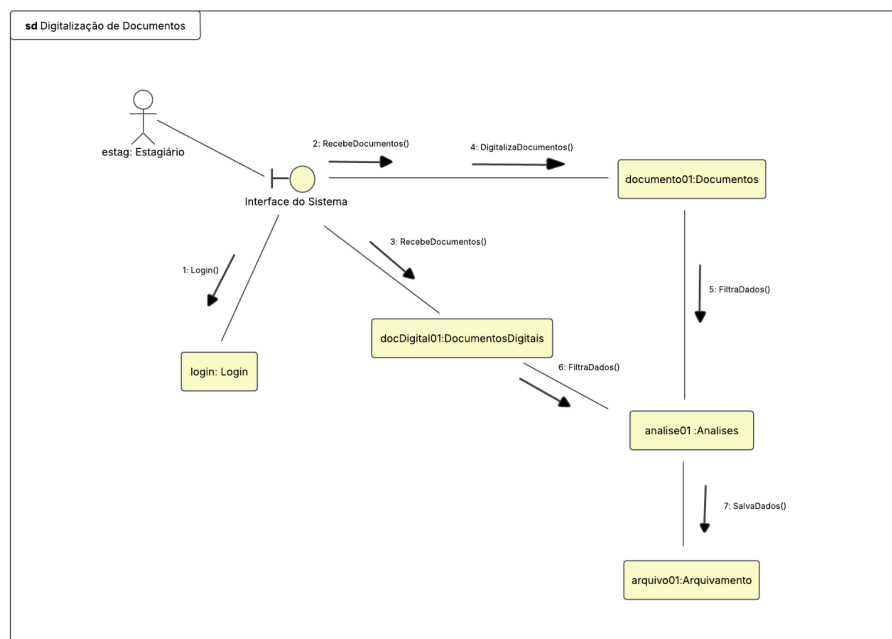 sd Digitalização de Documentos
estag: Estagiário
2: RecebeDocumentos()
4: DigitalizaDocumentos()
Interface do Sistema
documento01:Documentos
1: Login()
3: RecebeDocumentos()
5: FiltraDados()
docDigital01:DocumentosDigitais
login: Login
6: FiltraDados()
analise01 :Analises
7: SalvaDados()
arquivo01:Arquivamento